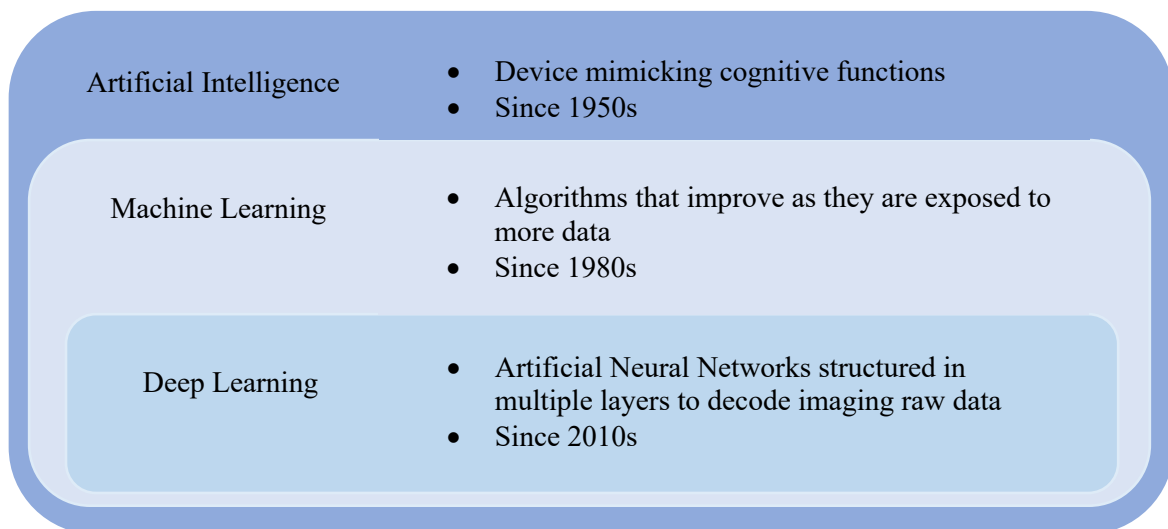 Artificial Intelligence
• Device mimicking cognitive functions
• Since 1950s
Machine Learning
• Algorithms that improve as they are exposed to
more data
• Since 1980s
Deep Learning
• Artificial Neural Networks structured in
multiple layers to decode imaging raw data
• Since 2010s